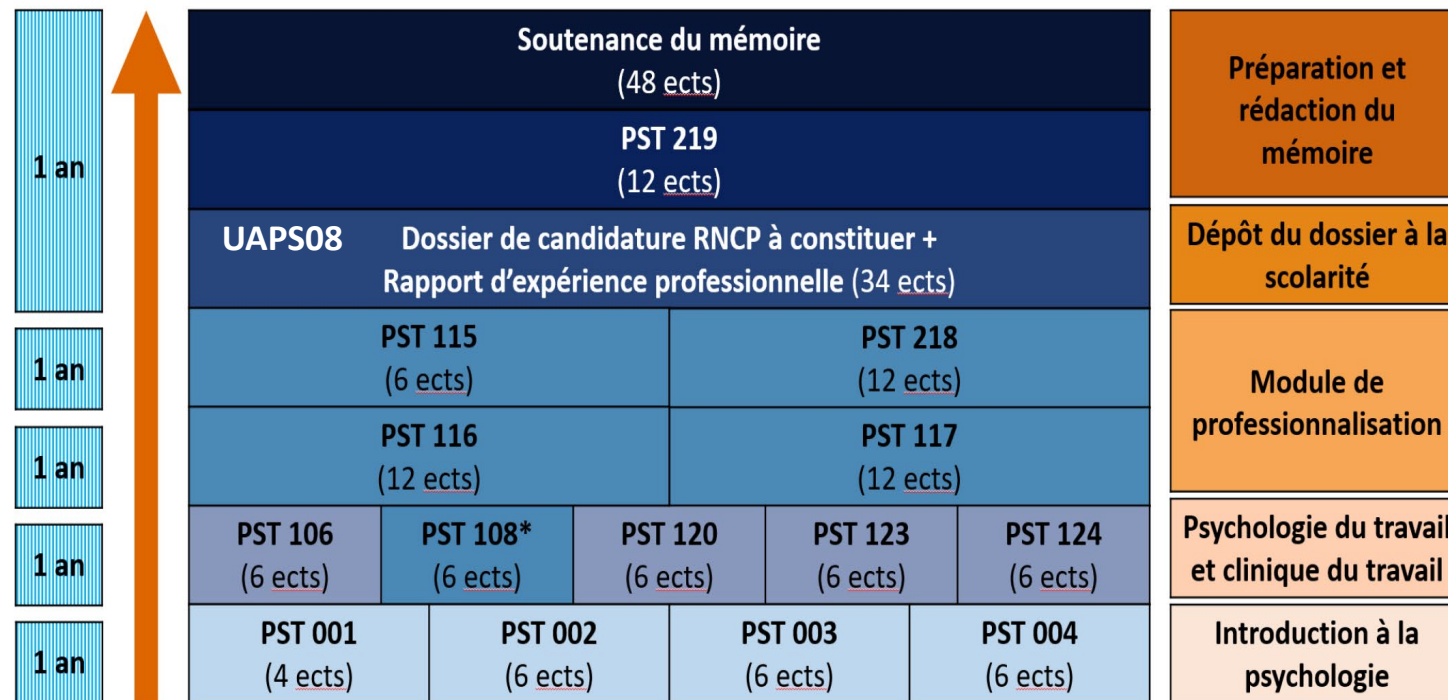 Soutenance du mémoire
(48 ects)
PST 219
(12 ects)
1 an
Préparation et
rédaction du
mémoire
UAPS08 Dossier de candidature RNCP à constituer +
Rapport d'expérience professionnelle (34 ects)
Dépôt du dossier à la
scolarité
1 an
PST 115
(6 ects)
PST 218
(12 ects)
Module de
professionnalisation
1 an
PST 116
(12 ects)
PST 117
(12 ects)
1 an
PST 106
(6 ects)
PST 108*
(6 ects)
PST 120
(6 ects)
PST 123
(6 ects)
PST 124
(6 ects)
Psychologie du travail
et clinique du travail
1 an
PST 001
(4 ects)
PST 002
(6 ects)
PST 003
(6 ects)
PST 004
(6 ects)
Introduction à la
psychologie